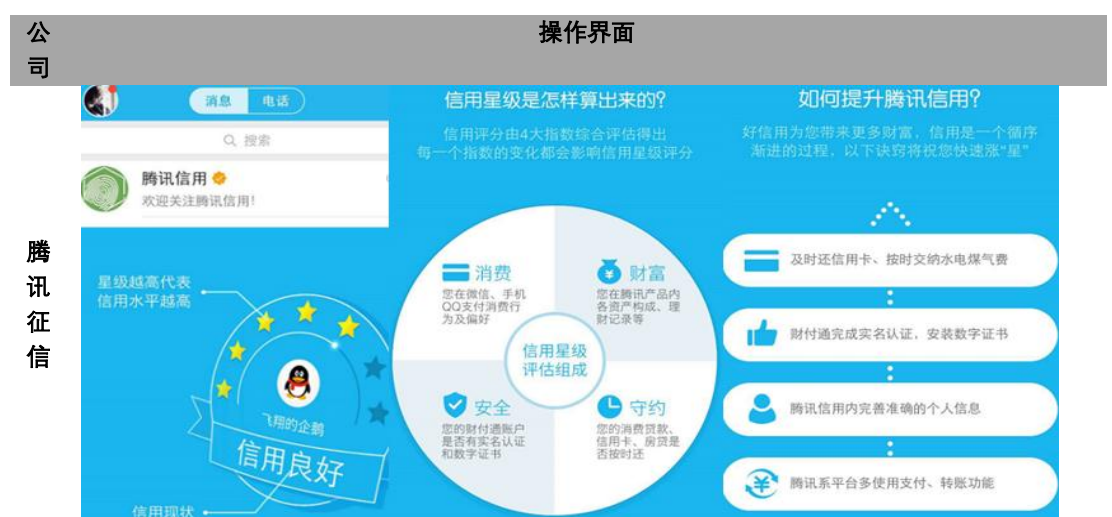 公司
操作界面
腾讯征信
消息 电话
搜索
腾讯信用
欢迎关注腾讯信用!
星级越高代表
信用水平越高
飞翔的企鹅
信用良好
信用现状
信用星级是怎样算出来的?
信用评分由4大指数综合评估得出
每一个指数的变化都会影响信用星级评分
消费
您在微信、手机
QQ支付消费行
为及偏好
财富
您在腾讯产品内
各资产构成、理
财记录等
信用星级
评估组成
安全
您的财付通账户
是否有实名认证
和数字证书
守约
您的消费贷款、
信用卡、房贷是
否按时还
如何提升腾讯信用?
好信用为您带来更多财富，信用是一个循序
渐进的过程，以下诀窍将祝您快速涨“星”
及时还信用卡、按时交纳水电煤气费
财付通完成实名认证，安装数字证书
腾讯信用内完善准确的个人信息
腾讯系平台多使用支付、转账功能